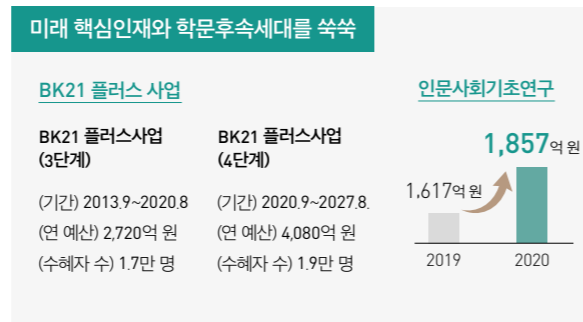 미래 핵심인재와 학문후속세대를 쑥쑥
BK21 플러스 사업
BK21 플러스사업
(3단계)
(기간) 2013.9~2020.8
(연 예산) 2,720억 원
(수혜자 수) 1.7만 명
BK21 플러스사업
(4단계)
(기간) 2020.9~2027.8.
(연 예산) 4,080억 원
(수혜자 수) 1.9만 명
인문사회기초연구
1,857억 원
1,617억 원
2019
2020